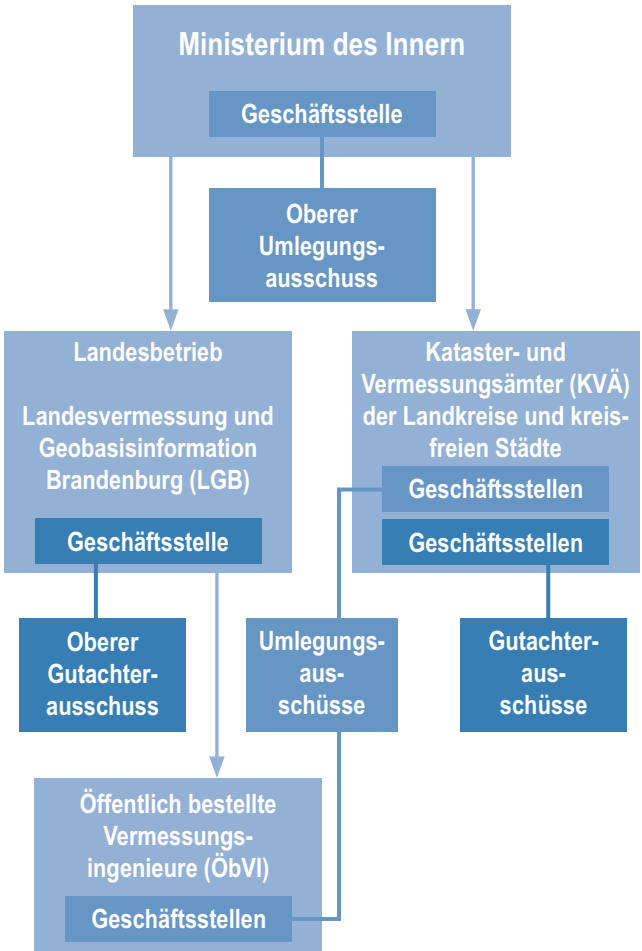 Ministerium des Innern
Geschäftsstelle
Oberer
Umlegungs-
ausschuss
Landesbetrieb
Landesvermessung und
Geobasisinformation
Brandenburg (LGB)
Geschäftsstelle
Kataster- und
Vermessungsämter (KVÄ)
der Landkreise und kreis-
freien Städte
Geschäftsstellen
Geschäftsstellen
Oberer
Gutachter-
ausschuss
Umlegungs-
aus-
schüsse
Gutachter-
aus-
schüsse
Öffentlich bestellte
Vermessungs-
ingenieure (ÖbVI)
Geschäftsstellen